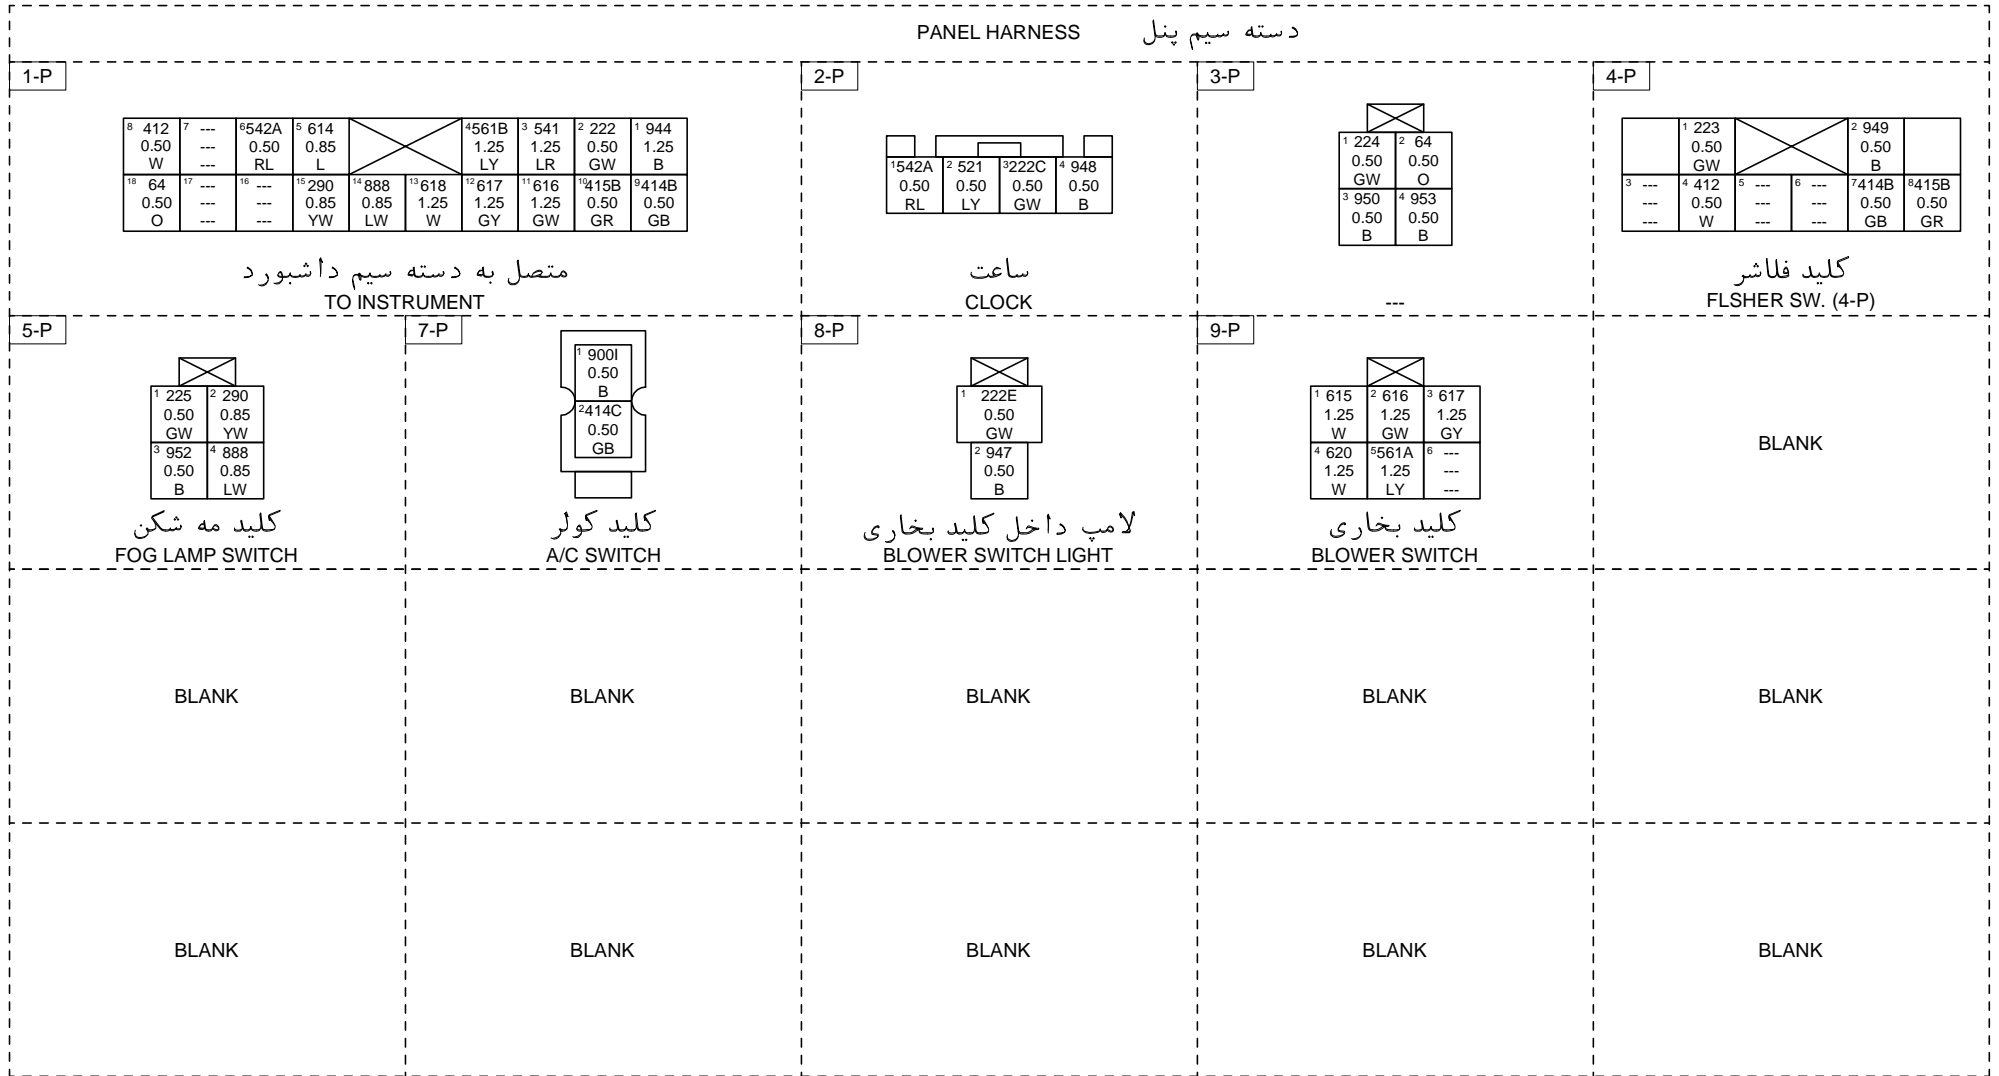 PANEL HARNESS دسته سیم پنل
1-P
8 412 7 --- 6 542A 5 614 4 561B 3 541 2 222 1 944
0.50 --- 0.50 0.85 1.25 1.25 0.50 1.25
W --- RL L LY LR GW B
18 64 17 --- 16 --- 15 290 14 888 13 618 12 617 11 616 10 415B 9 414B
0.50 --- --- 0.85 0.85 1.25 1.25 1.25 0.50 0.50
O --- --- YW LW W GY GW GR GB
متصل به دسته سیم داشبورد
TO INSTRUMENT
2-P
1 542A 2 521 3 222C 4 948
0.50 0.50 0.50 0.50
RL LY GW B
ساعت
CLOCK
3-P
1 224 2 64
0.50 0.50
GW O
3 950 4 953
0.50 0.50
B B
---
4-P
1 223 2 949
0.50 0.50
GW B
3 --- 4 412 5 --- 6 --- 7 414B 8 415B
--- 0.50 --- --- 0.50 0.50
--- W --- --- GB GR
کلید فلاشر
FLSHER SW. (4-P)
5-P
1 225 2 290
0.50 0.85
GW YW
3 952 4 888
0.50 0.85
B LW
کلید مه شکن
FOG LAMP SWITCH
7-P
1 900I
0.50
B
2 414C
0.50
GB
کلید کولر
A/C SWITCH
8-P
1 222E
0.50
GW
2 947
0.50
B
لامپ داخل کلید بخاری
BLOWER SWITCH LIGHT
9-P
1 615 2 616 3 617
1.25 1.25 1.25
W GW GY
4 620 5 561A 6 ---
1.25 1.25 ---
W LY ---
کلید بخاری
BLOWER SWITCH
BLANK
BLANK BLANK BLANK BLANK BLANK
BLANK BLANK BLANK BLANK BLANK